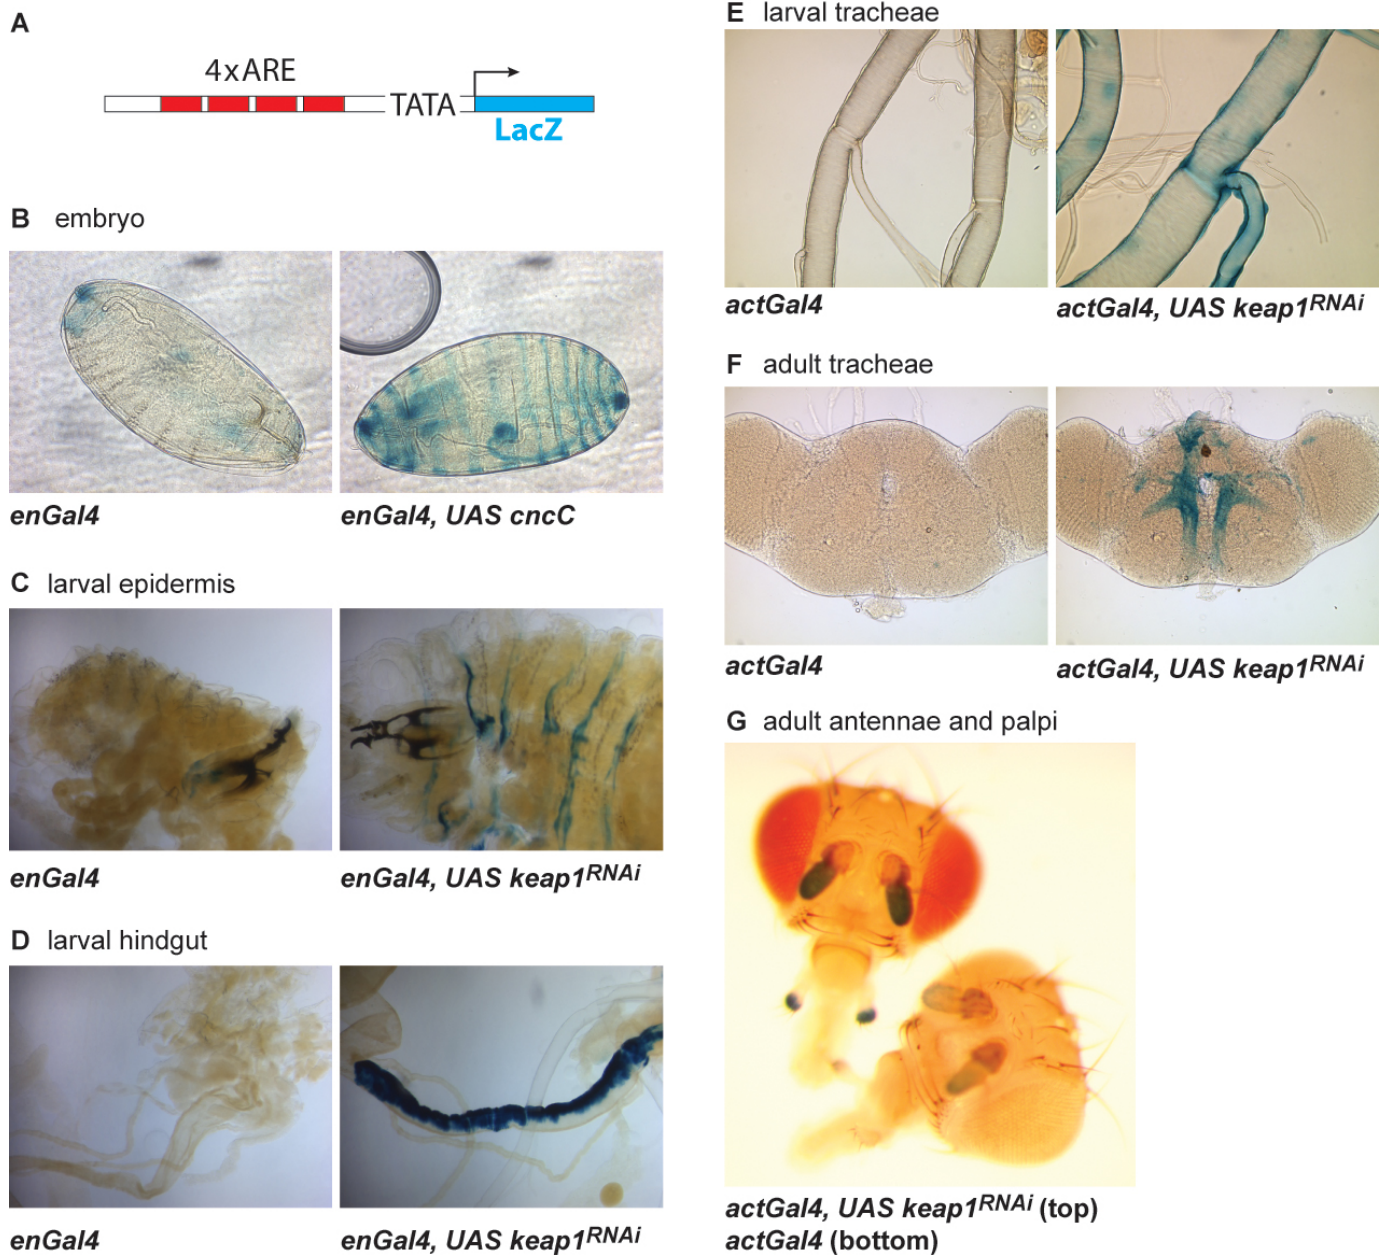 A
4xARE
TATA
LacZ
B embryo
enGal4
enGal4, UAS cncC
C larval epidermis
enGal4
enGal4, UAS keap1RNAi
D larval hindgut
enGal4
enGal4, UAS keap1RNAi
E larval tracheae
actGal4
actGal4, UAS keap1RNAi
F adult tracheae
actGal4
actGal4, UAS keap1RNAi
G adult antennae and palpi
actGal4, UAS keap1RNAi (top)
actGal4 (bottom)